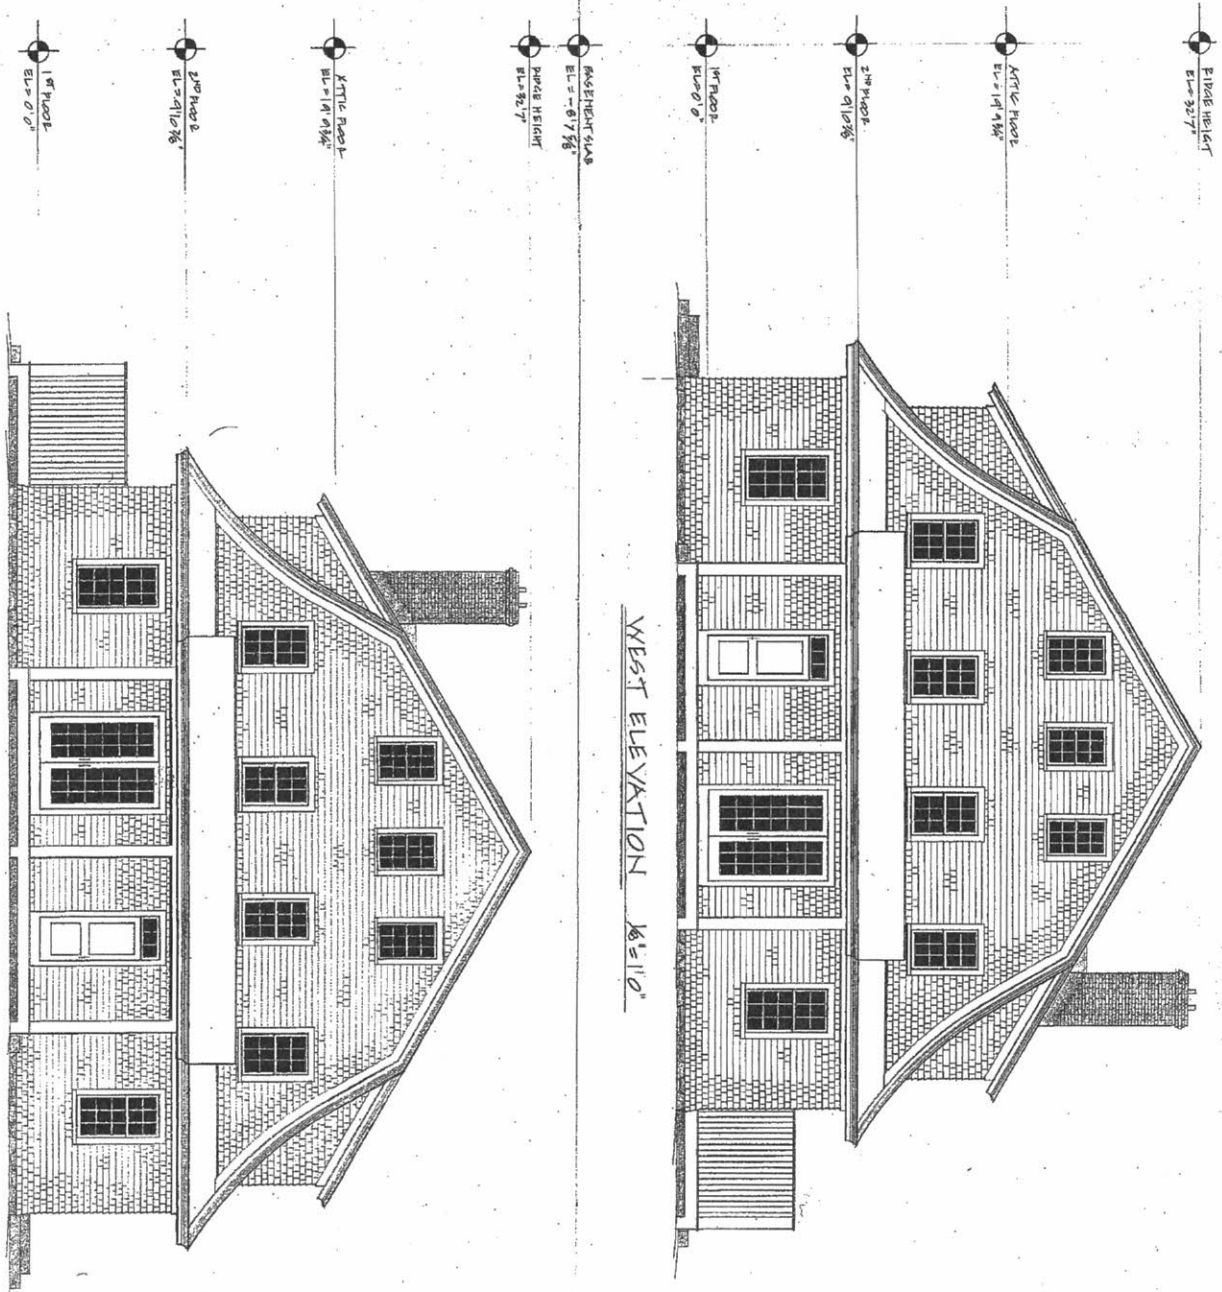 RIDGE HEIGHT
EL= 32'7"
ATTIC FLOOR
EL= 19'9 3/4"
2ND FLOOR
EL= 9'10 7/8"
1ST FLOOR
EL= 0'0"
BASEMENT SLAB
EL = -8'7 5/8"
WEST ELEVATION 1/8"=1'0"
RIDGE HEIGHT
EL= 32'7"
ATTIC FLOOR
EL= 19'9 3/4"
2ND FLOOR
EL= 9'10 7/8"
1ST FLOOR
EL= 0'0"